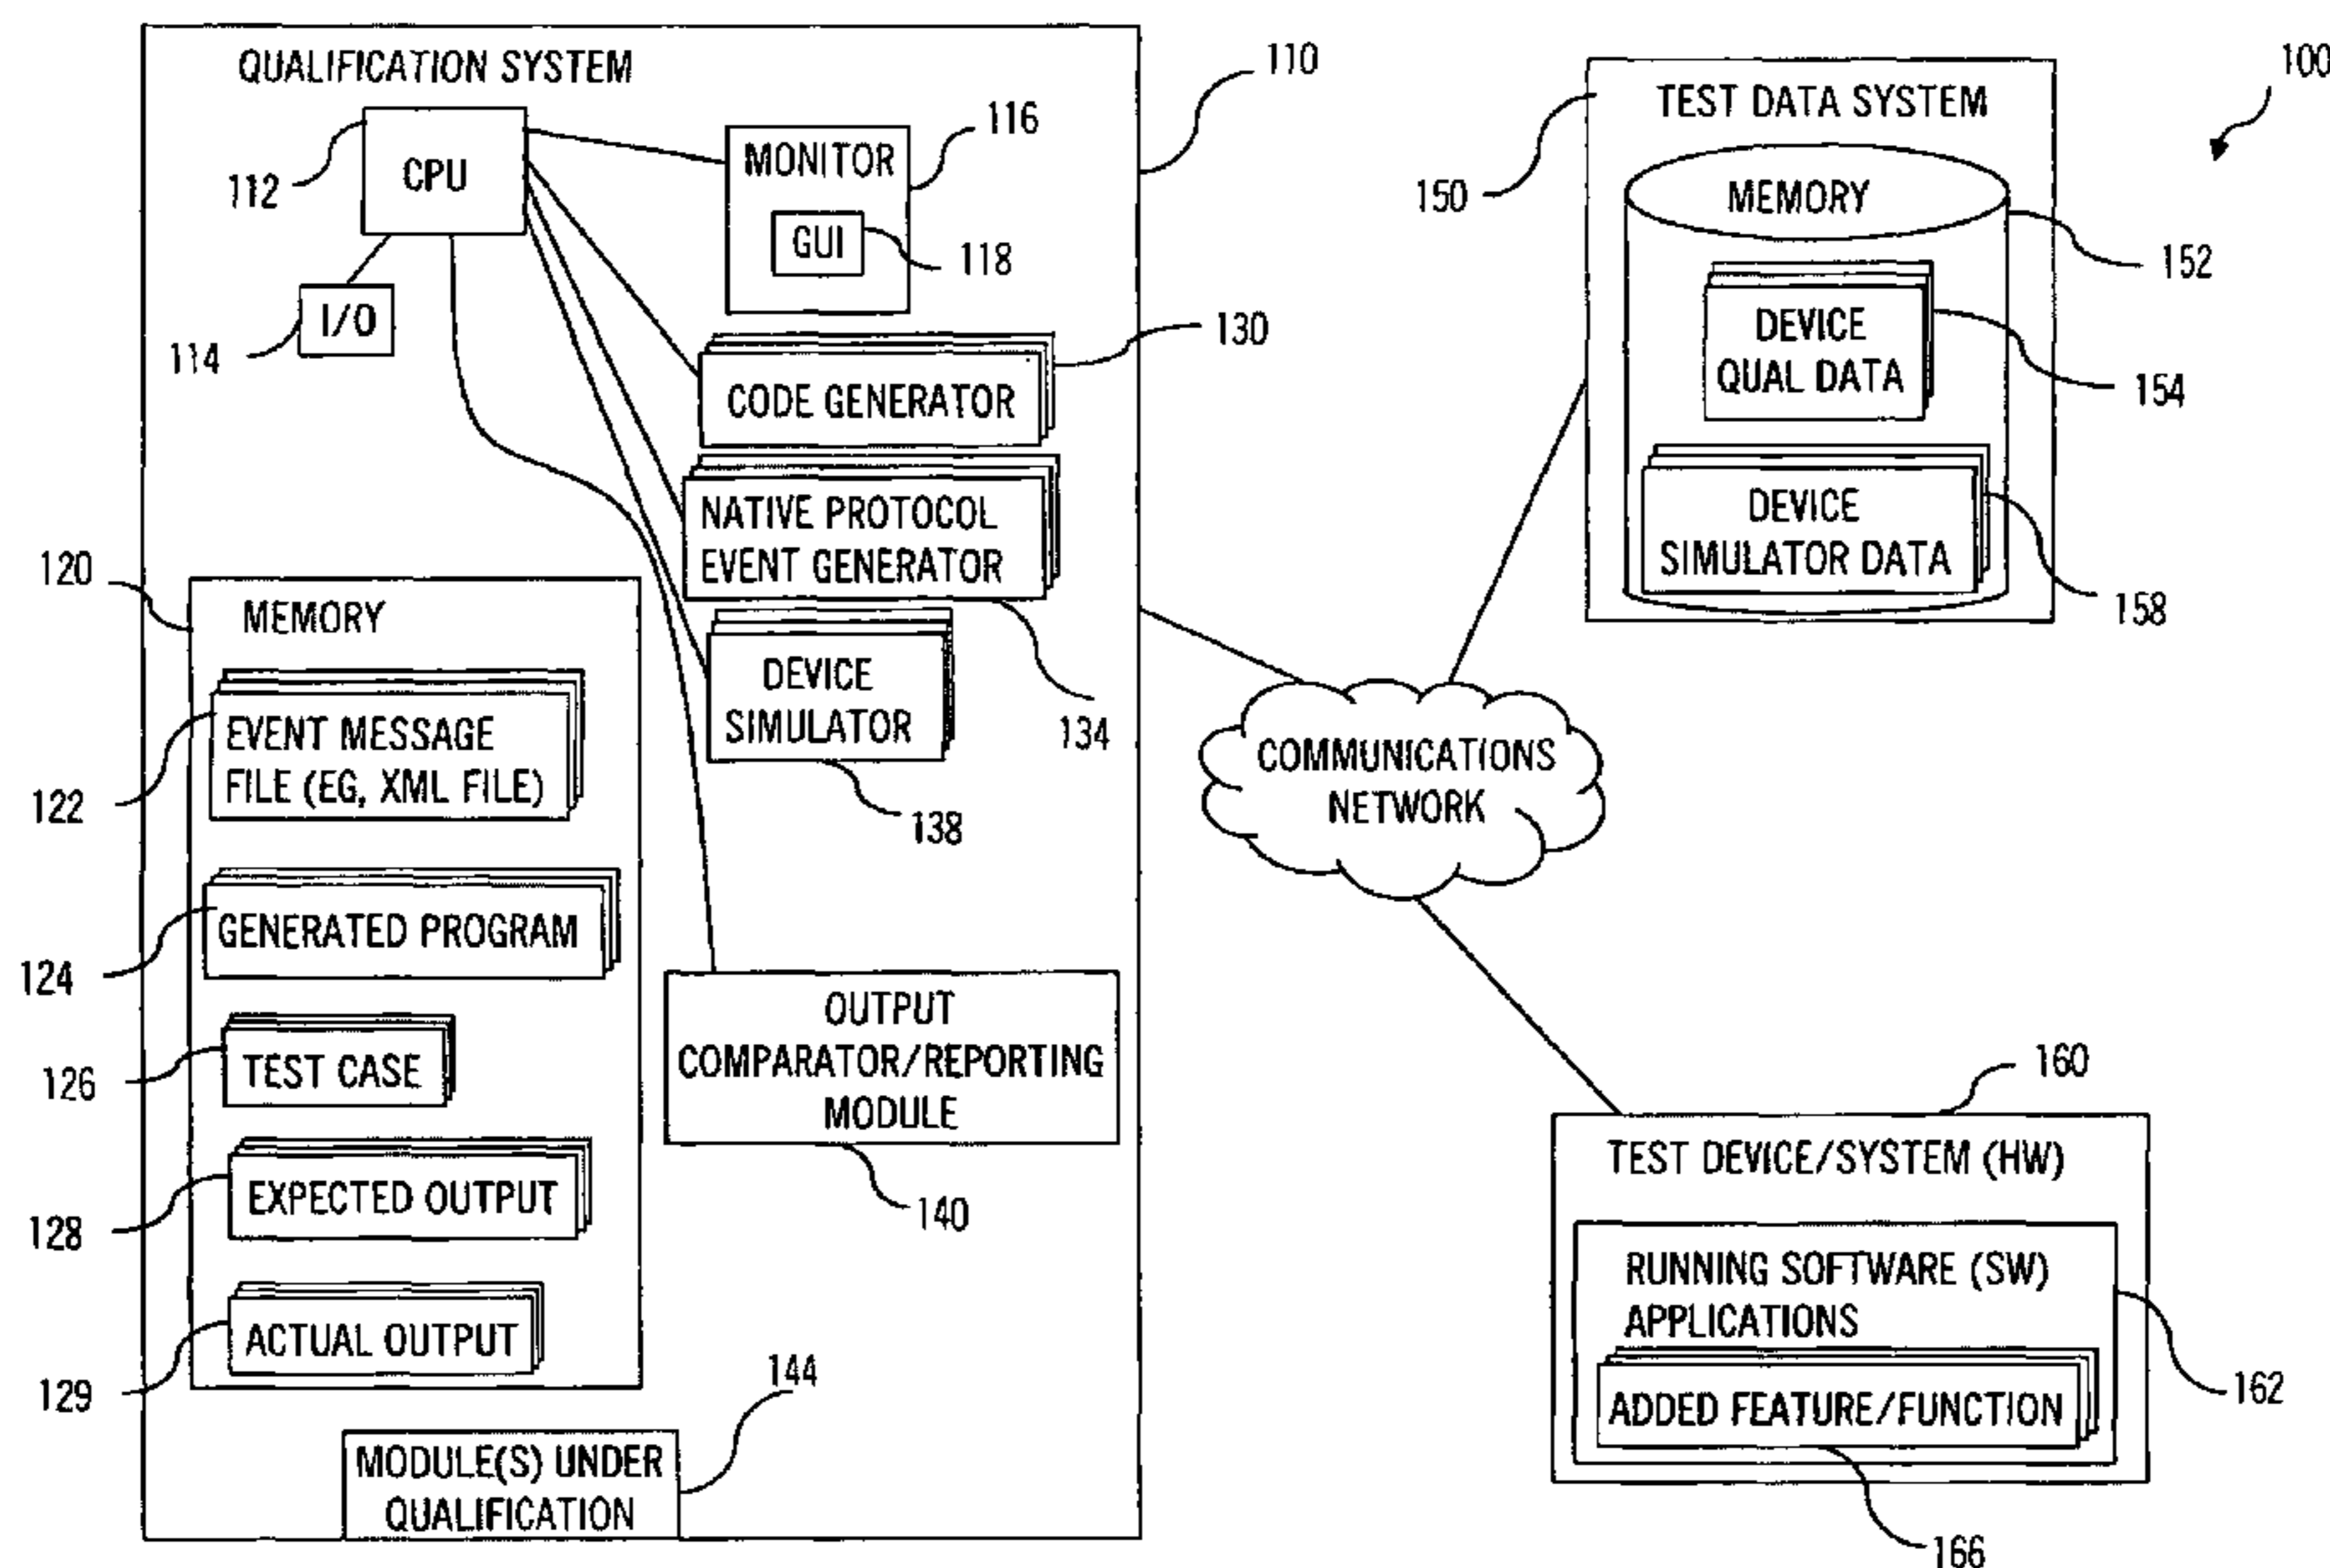 QUALIFICATION SYSTEM
110
112
CPU
MONITOR
116
GUI
118
I/O
114
CODE GENERATOR
130
NATIVE PROTOCOL
EVENT GENERATOR
134
DEVICE
SIMULATOR
138
120
MEMORY
EVENT MESSAGE
FILE (EG, XML FILE)
122
GENERATED PROGRAM
124
TEST CASE
126
EXPECTED OUTPUT
128
ACTUAL OUTPUT
129
OUTPUT
COMPARATOR/REPORTING
MODULE
140
144
MODULE(S) UNDER
QUALIFICATION
COMMUNICATIONS
NETWORK
100
TEST DATA SYSTEM
150
MEMORY
152
DEVICE
QUAL DATA
154
DEVICE
SIMULATOR DATA
158
160
TEST DEVICE/SYSTEM (HW)
RUNNING SOFTWARE (SW)
APPLICATIONS
162
ADDED FEATURE/FUNCTION
166